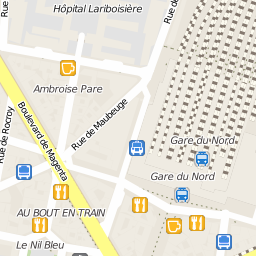 Hôpital Lariboisière
Rue de
Ambroise Pare
Rue de Maubeuge
Rue de Rocroy
Boulevard de Magenta
Gare du Nord
Gare du Nord
AU BOUT EN TRAIN
Le Nil Bleu